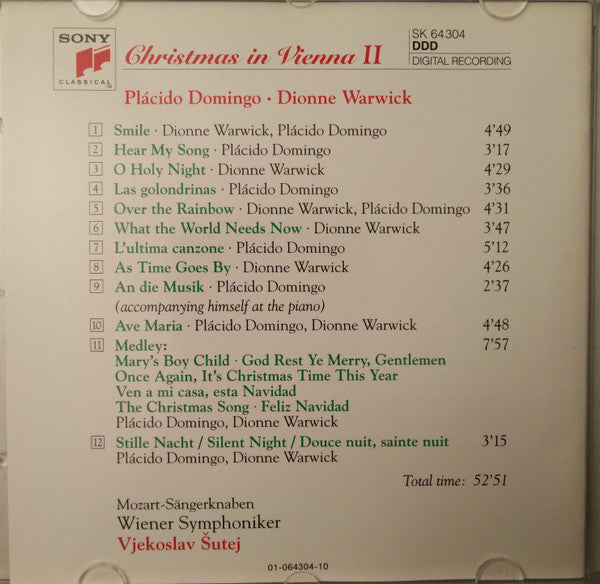 SONY
CLASSICAL™
Christmas in Vienna II
SK 64304
DDD
DIGITAL RECORDING
Plácido Domingo · Dionne Warwick
1 Smile · Dionne Warwick, Plácido Domingo 4’49
2 Hear My Song · Plácido Domingo 3’17
3 O Holy Night · Dionne Warwick 4’29
4 Las golondrinas · Plácido Domingo 3’36
5 Over the Rainbow · Dionne Warwick, Plácido Domingo 4’31
6 What the World Needs Now · Dionne Warwick 3’47
7 L’ultima canzone · Plácido Domingo 5’12
8 As Time Goes By · Dionne Warwick 4’26
9 An die Musik · Plácido Domingo 2’37
(accompanying himself at the piano)
10 Ave Maria · Plácido Domingo, Dionne Warwick 4’48
11 Medley: 7’57
Mary’s Boy Child · God Rest Ye Merry, Gentlemen
Once Again, It’s Christmas Time This Year
Ven a mi casa, esta Navidad
The Christmas Song · Feliz Navidad
Plácido Domingo, Dionne Warwick
12 Stille Nacht / Silent Night / Douce nuit, sainte nuit 3’15
Plácido Domingo, Dionne Warwick
Total time: 52’51
Mozart-Sängerknaben
Wiener Symphoniker
Vjekoslav Šutej
01-064304-10